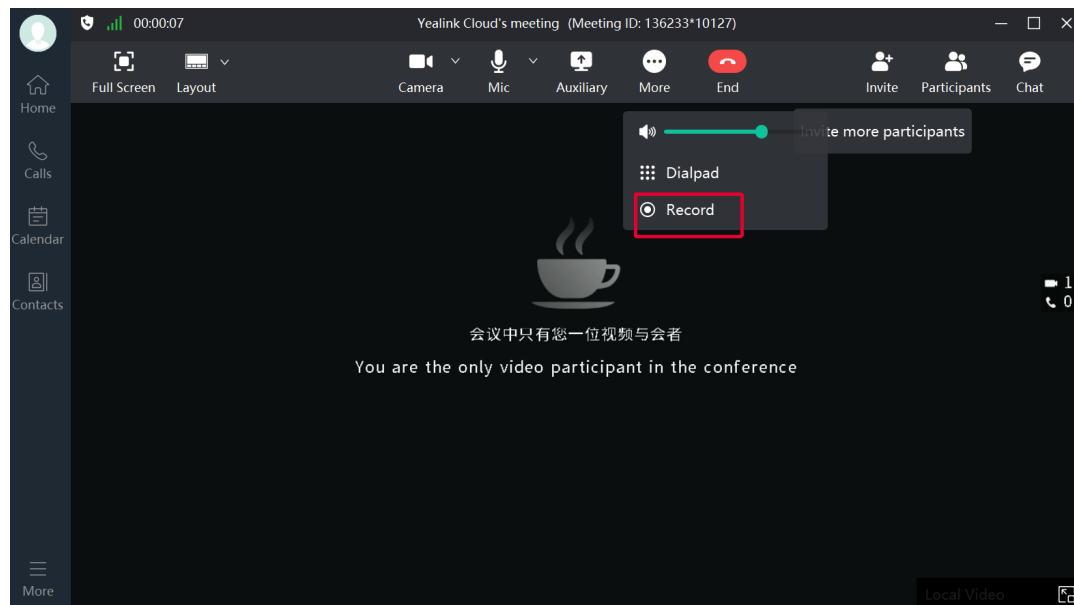 00:00:07
Yealink Cloud's meeting (Meeting ID: 136233*10127)
Full Screen
Layout
Camera
Mic
Auxiliary
More
End
Invite
Participants
Chat
Home
Calls
Calendar
Contacts
More
Invite more participants
Dialpad
Record
1
0
会议中只有您一位视频与会者
You are the only video participant in the conference
Local Video